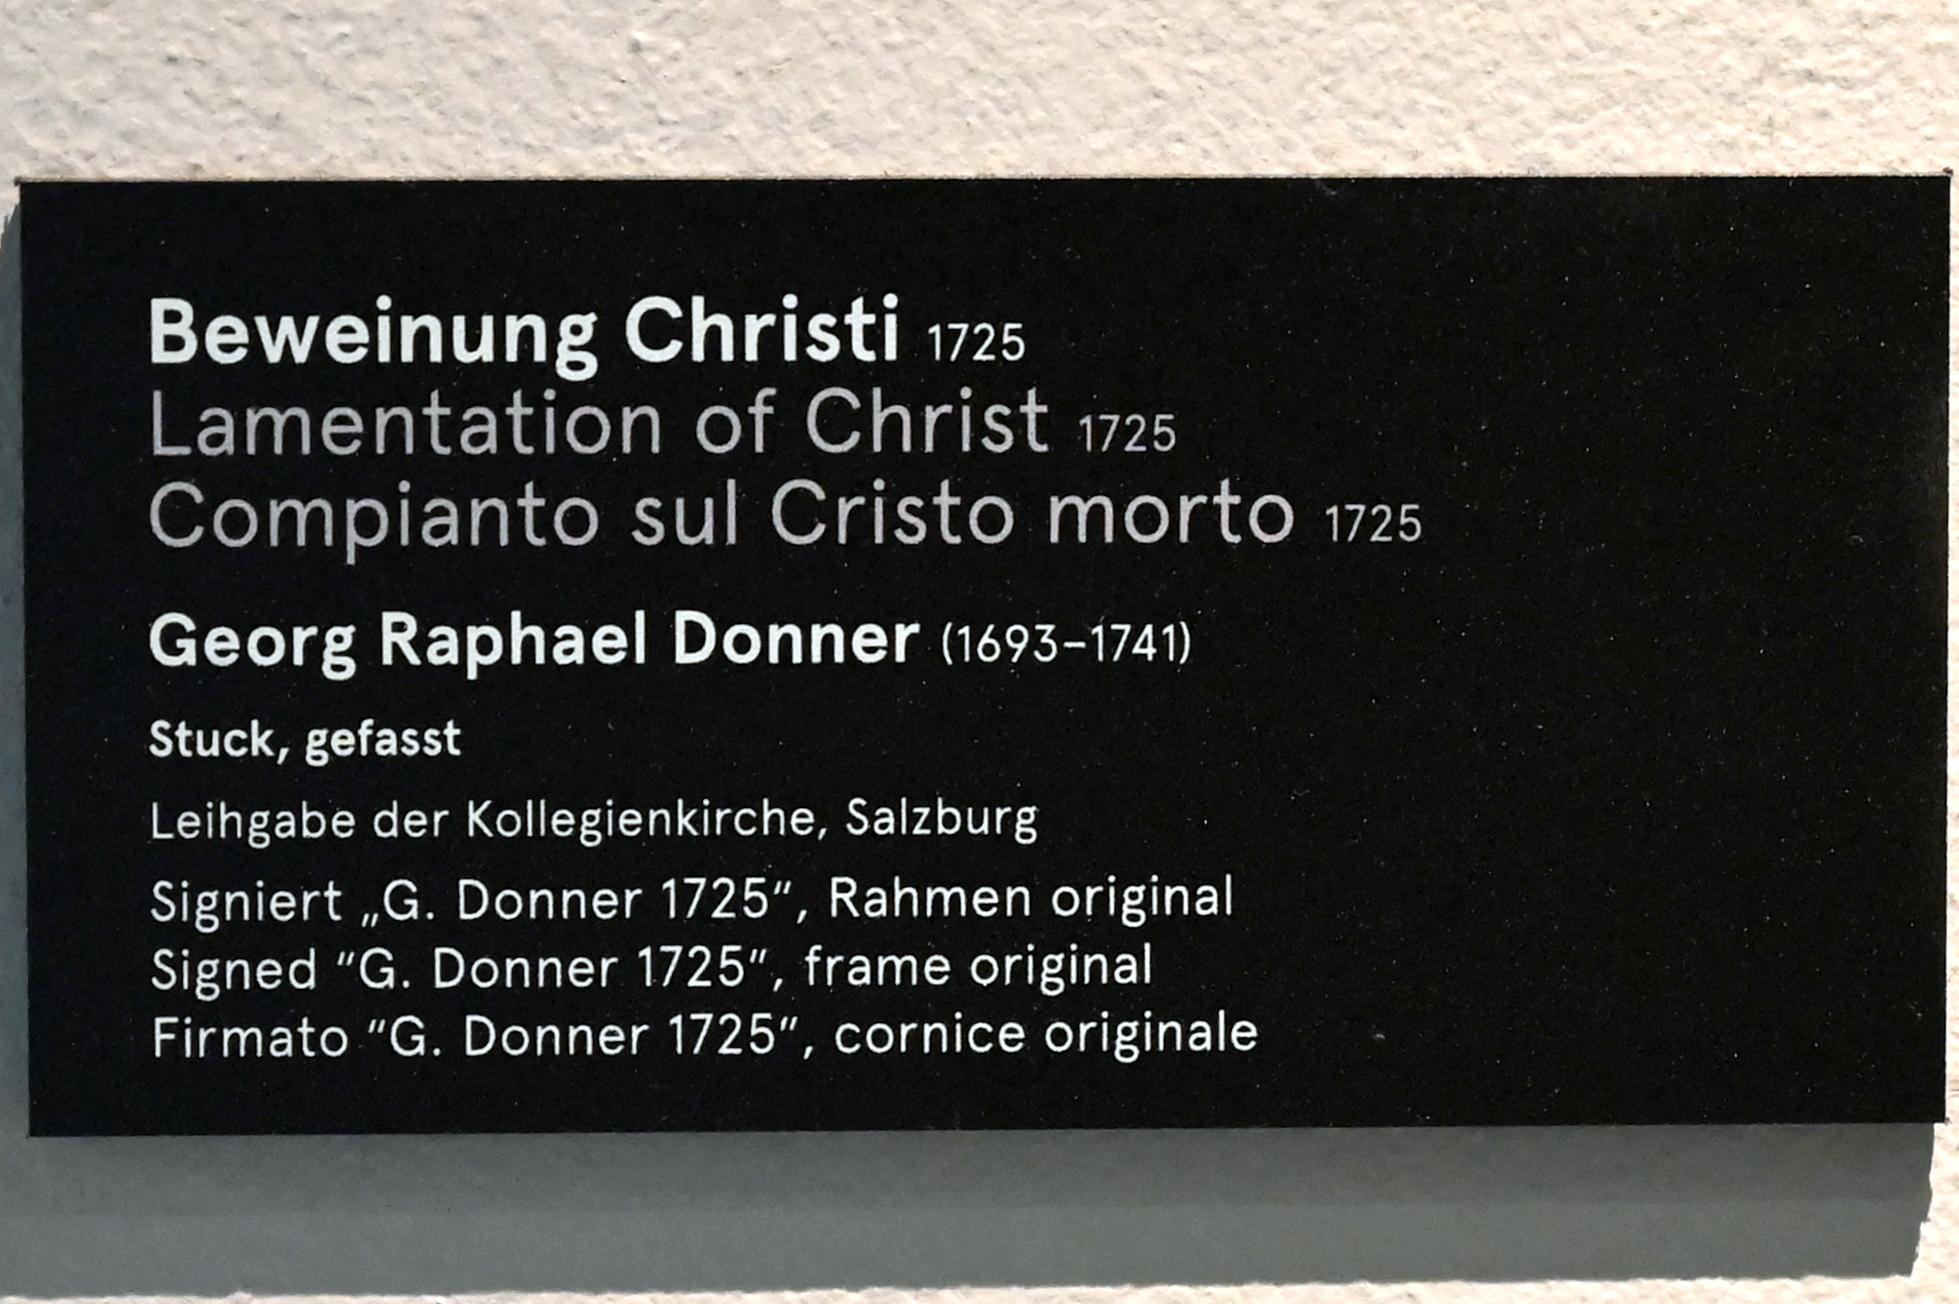 Beweinung Christi 1725
Lamentation of Christ 1725
Compianto sul Cristo morto 1725
Georg Raphael Donner (1693–1741)
Stuck, gefasst
Leihgabe der Kollegienkirche, Salzburg
Signiert „G. Donner 1725“, Rahmen original
Signed “G. Donner 1725“, frame original
Firmato “G. Donner 1725“, cornice originale